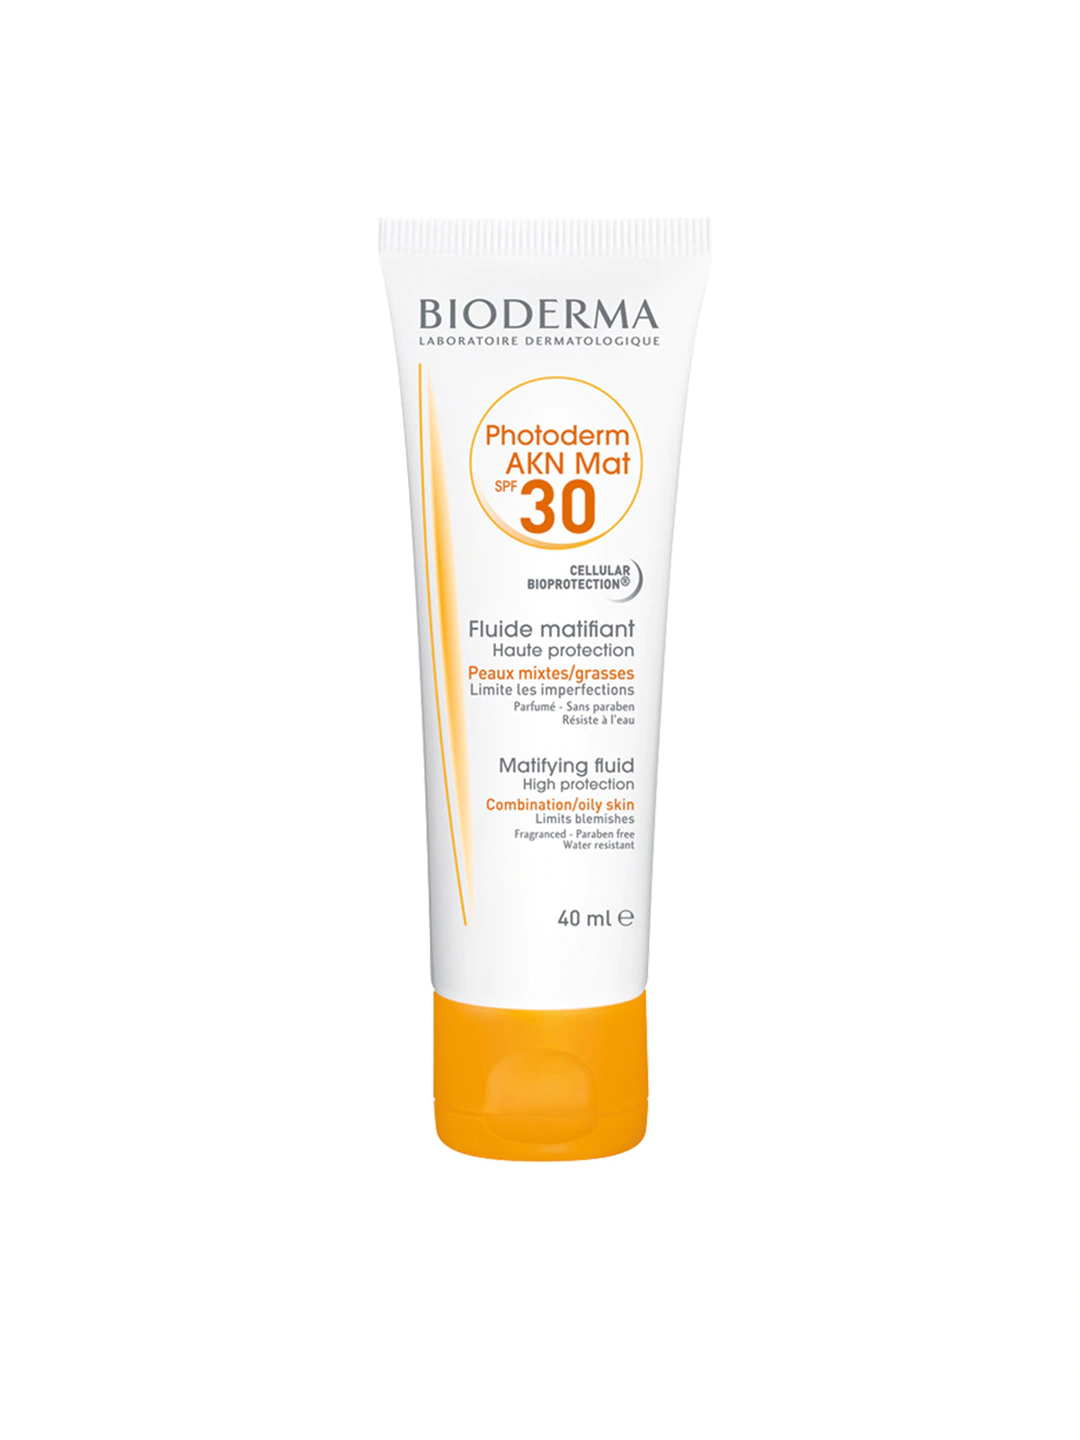 BIODERMA
LABORATOIRE DERMATOLOGIQUE
Photoderm
AKN Mat
SPF 30
CELLULAR
BIOPROTECTION®
Fluide matifiant
Haute protection
Peaux mixtes/grasses
Limite les imperfections
Parfumé - Sans paraben
Résiste à l'eau
Matifying fluid
High protection
Combination/oily skin
Limits blemishes
Fragranced - Paraben free
Water resistant
40 ml ℮